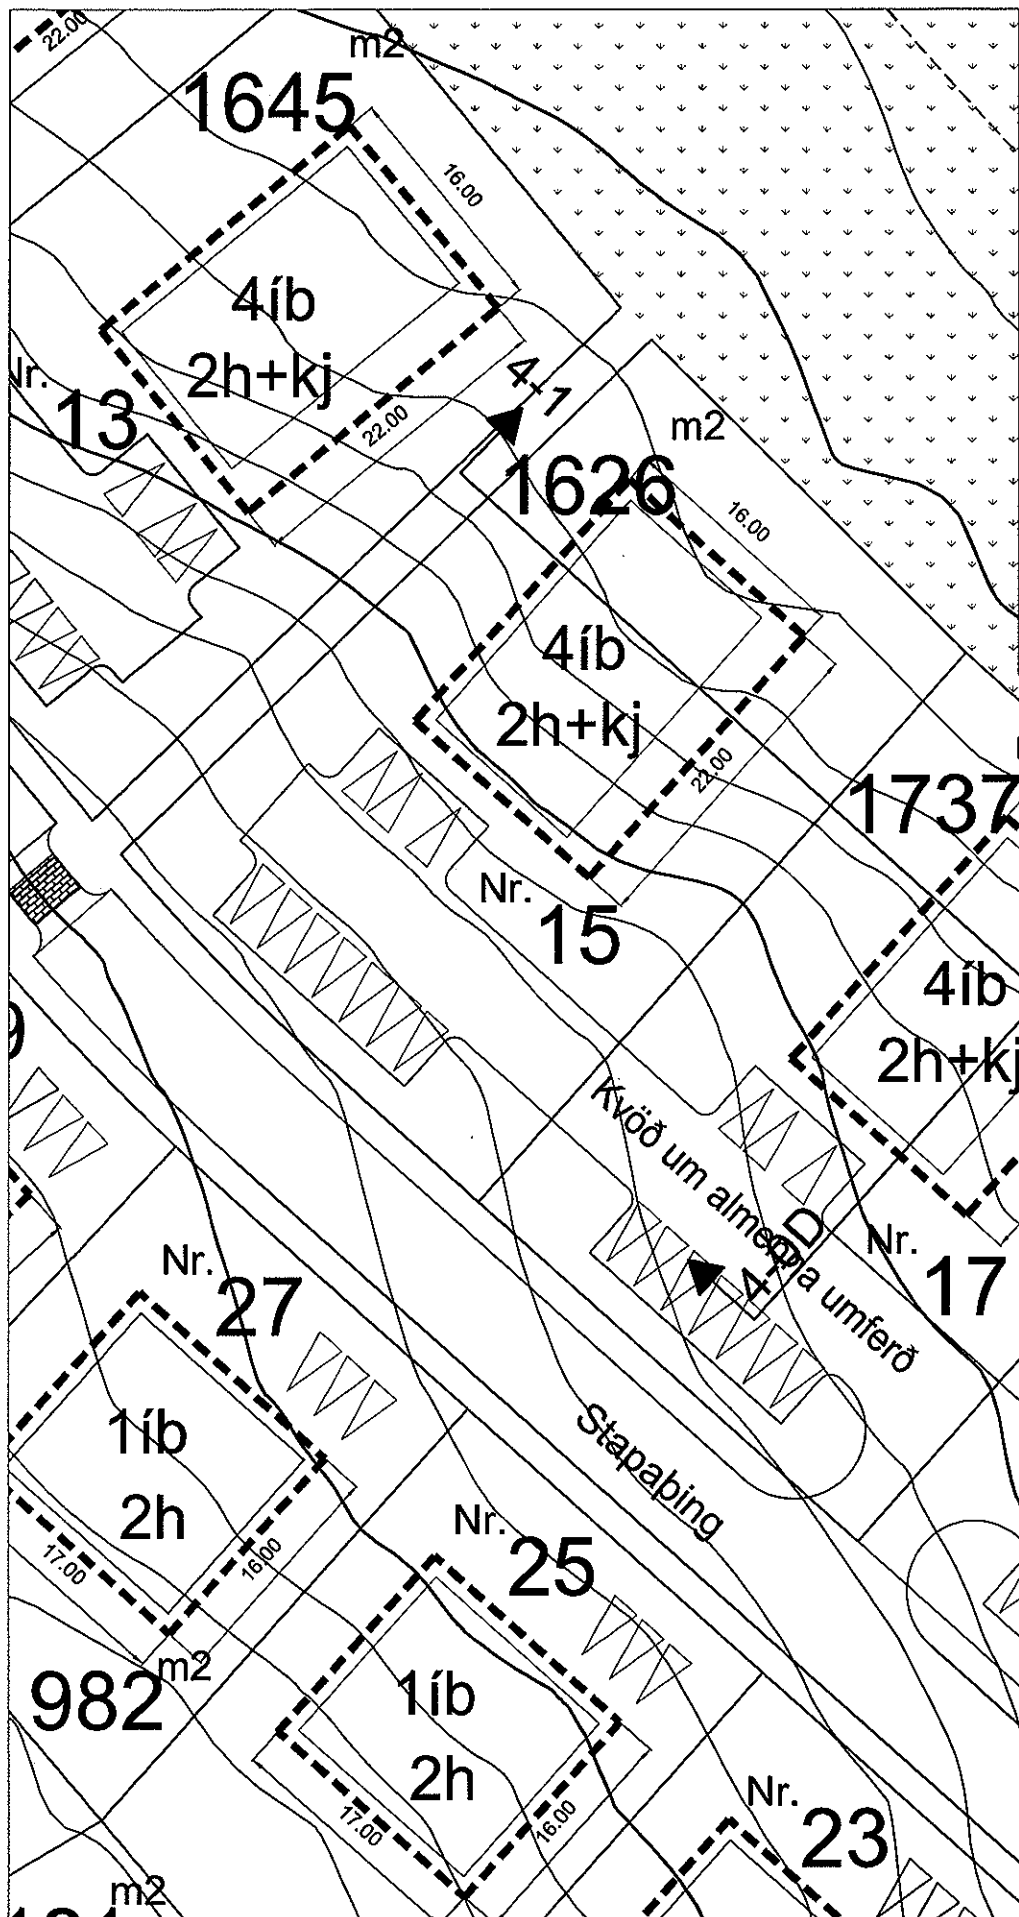 22.00
m2
1645
16.00
4íb
2h+kj
Nr.
13
22.00
4-1
m2
1626
16.00
4íb
2h+kj
22.00
1737
Nr.
15
4íb
2h+kj
9
Kvöð um almenna umferð
Nr.
17
Nr.
27
1íb
2h
17.00
16.00
Stapaþing
Nr.
25
m2
982
1íb
2h
17.00
16.00
Nr.
23
m2